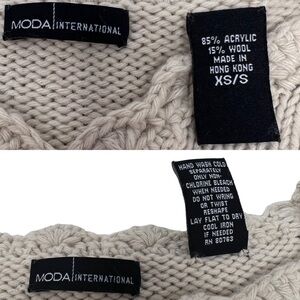 MODA INTERNATIONAL
85% ACRYLIC
15% WOOL
MADE IN
HONG KONG
XS/S
HAND WASH COLD
SEPARATELY
ONLY NON-
CHLORINE BLEACH
WHEN NEEDED
DO NOT WRING
OR TWIST
RESHAPE
LAY FLAT TO DRY
COOL IRON
IF NEEDED
RN 80783
MODA INTERNATIONAL